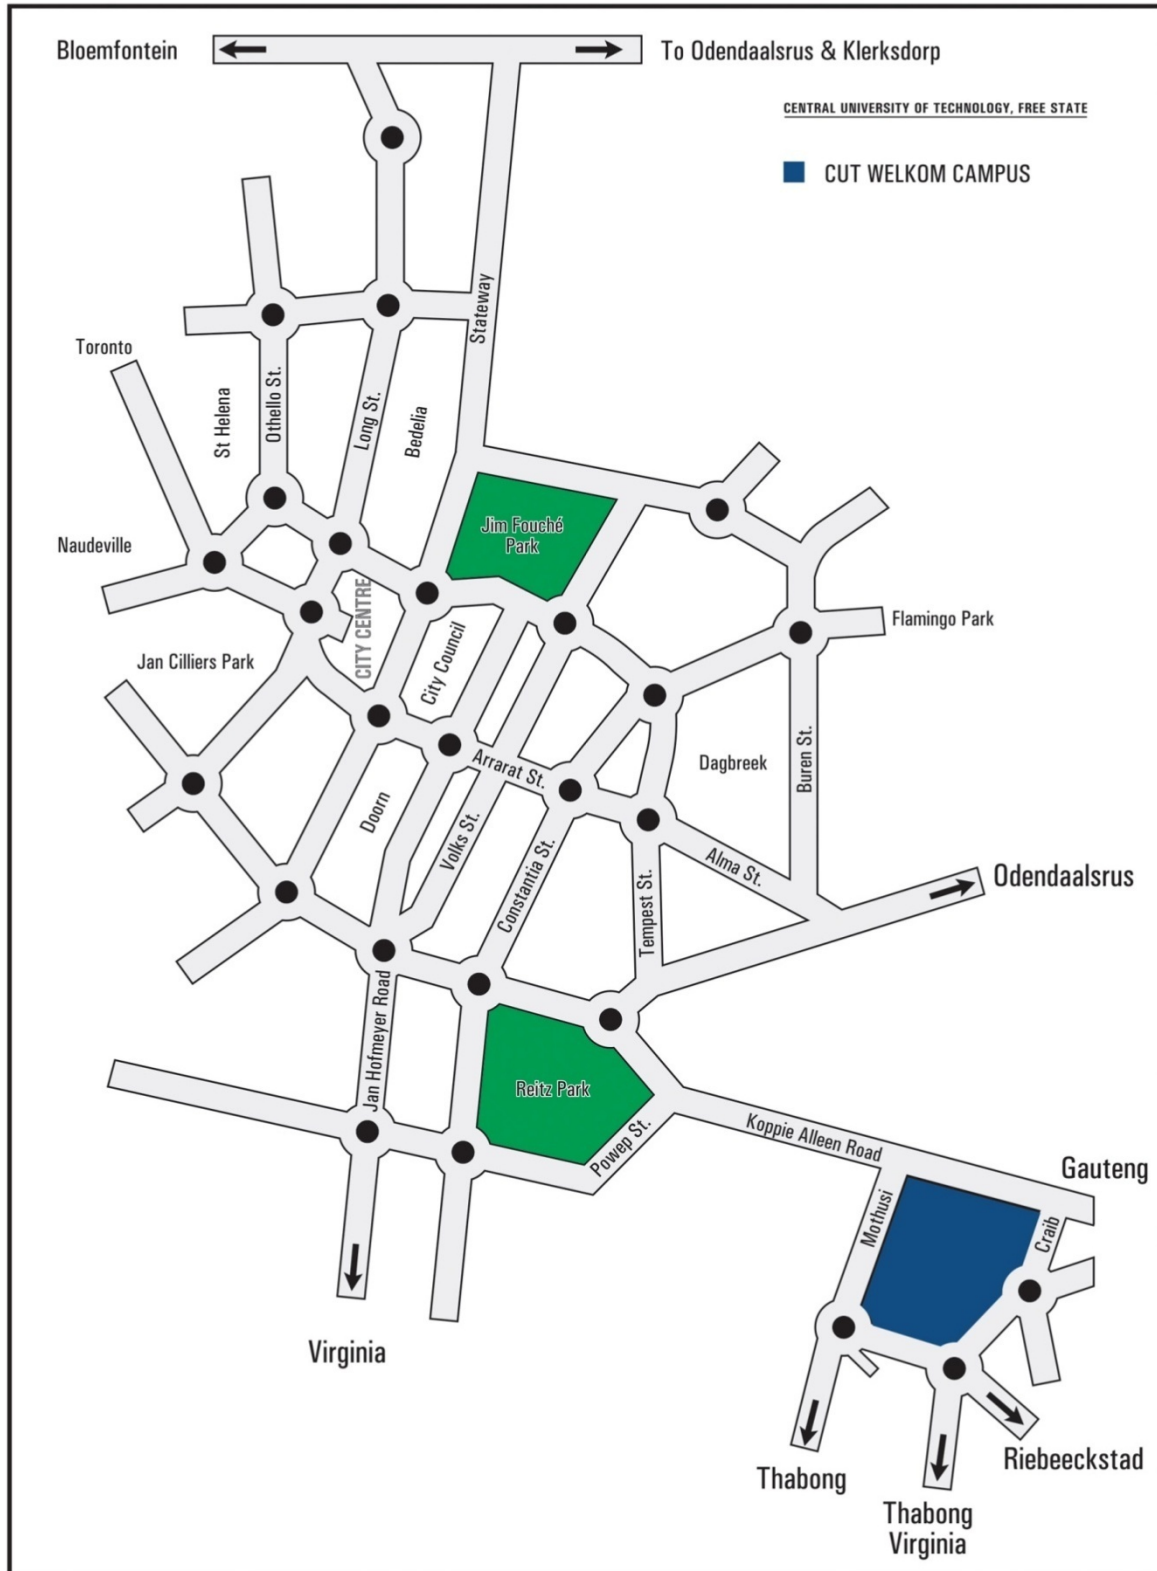 Bloemfontein
To Odendaalsrus & Klerksdorp
CENTRAL UNIVERSITY OF TECHNOLOGY, FREE STATE
CUT WELKOM CAMPUS
Stateway
Toronto
St Helena
Othello St.
Long St.
Bedelia
Jim Fouché
Park
Naudeville
CITY CENTRE
Flamingo Park
Jan Cilliers Park
City Council
Arrarat St.
Dagbreek
Buren St.
Doorn
Volks St.
Constantia St.
Tempest St.
Alma St.
Odendaalsrus
Jan Hofmeyer Road
Reitz Park
Powep St.
Koppie Alleen Road
Gauteng
Mothusi
Craib
Virginia
Thabong
Riebeeckstad
Thabong
Virginia